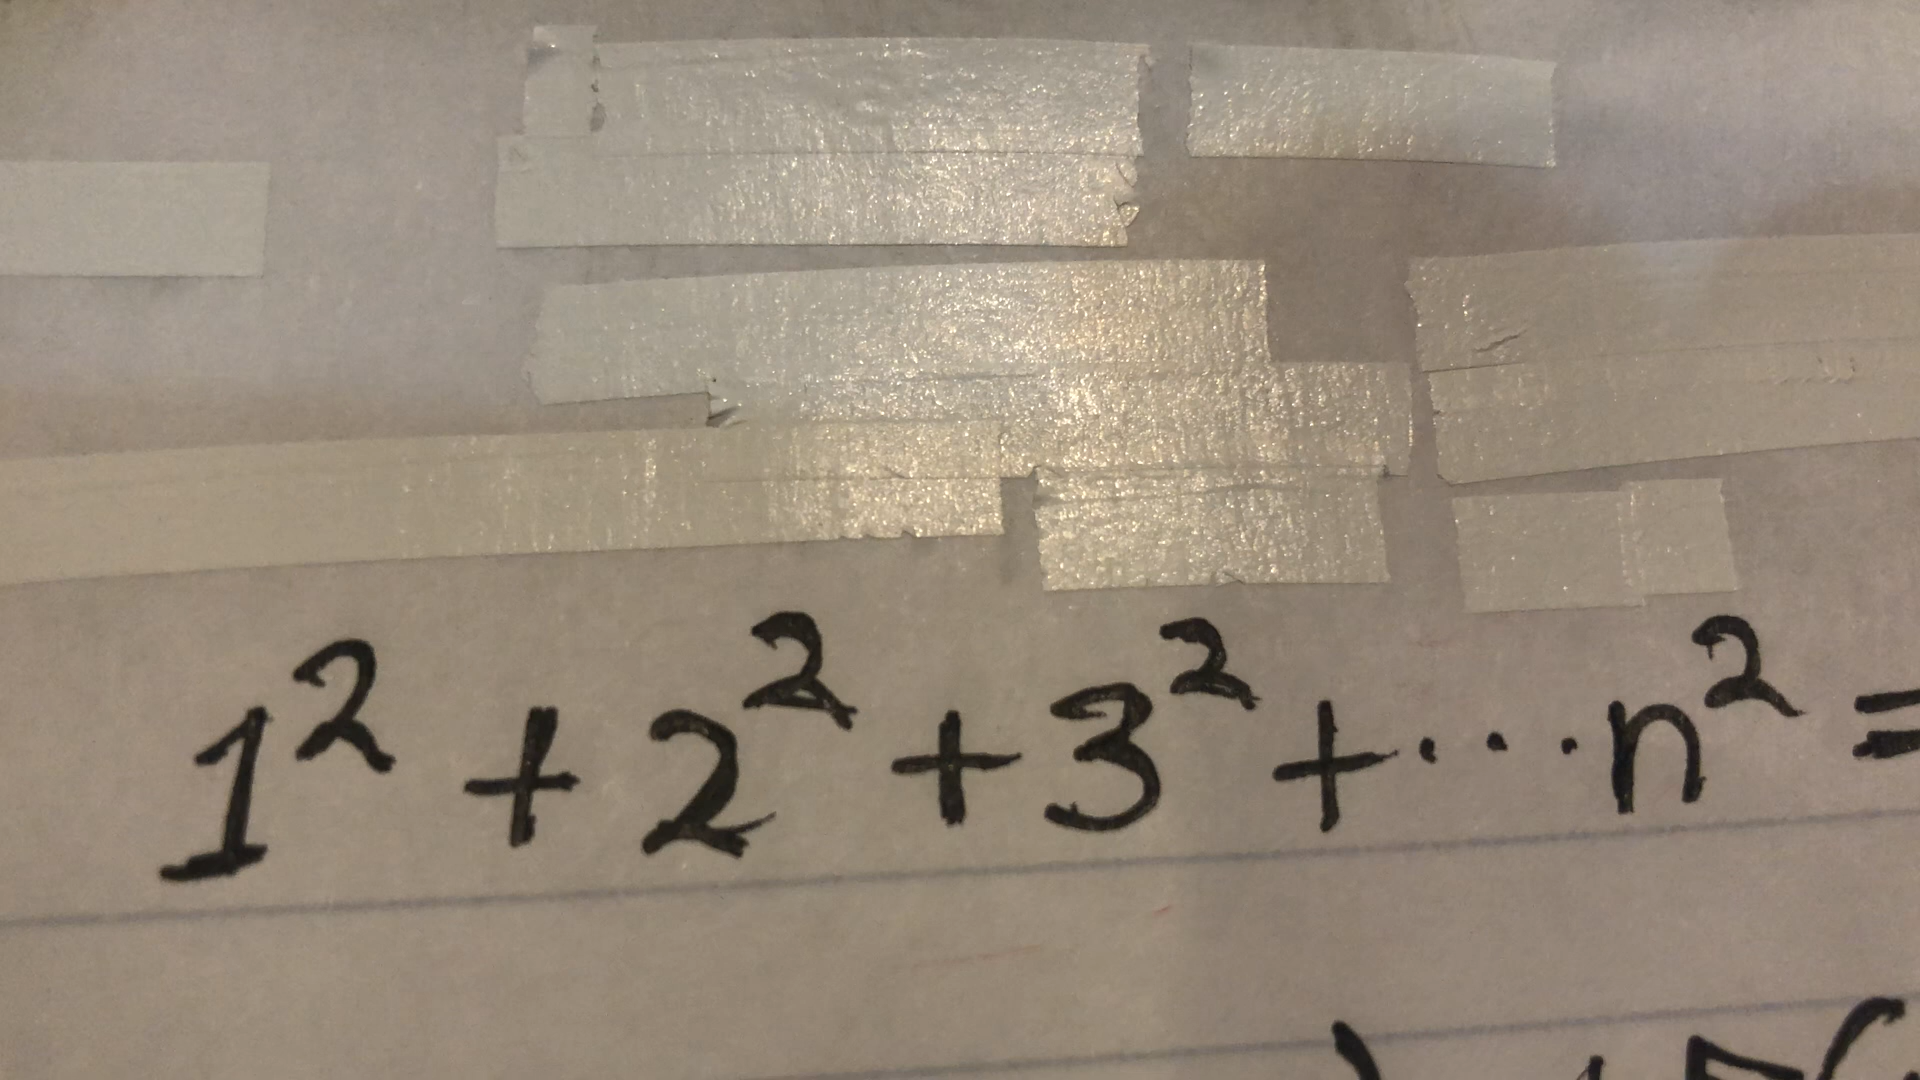 1² + 2² + 3² + ... n² =